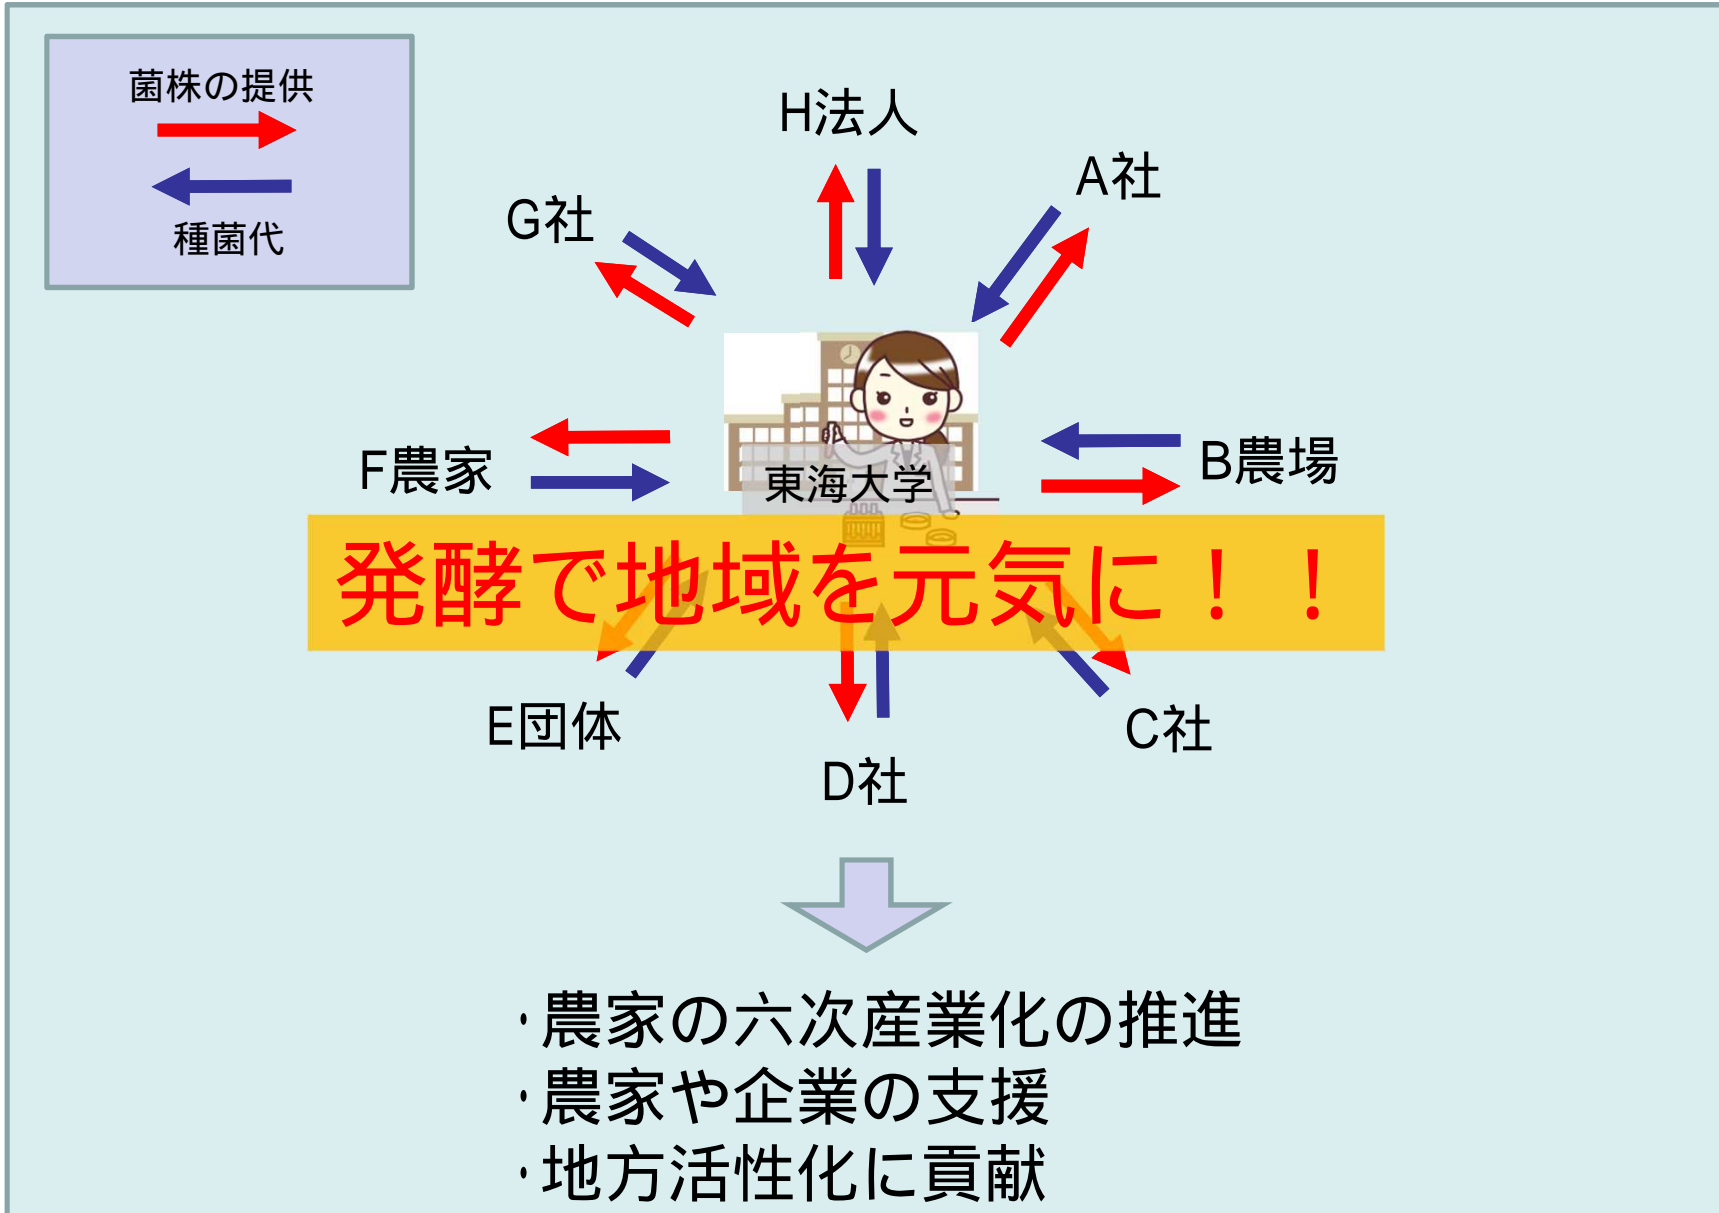 菌株の提供
種菌代
H法人
A社
G社
F農家
B農場
東海大学
発酵で地域を元気に！！
E団体
C社
D社
・農家の六次産業化の推進
・農家や企業の支援
・地方活性化に貢献